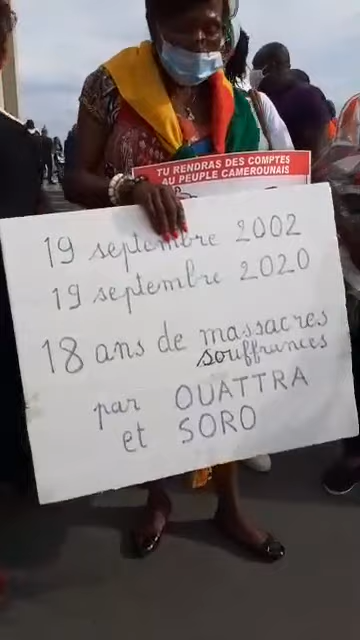 TU RENDRAS DES COMPTES
AU PEUPLE CAMEROUNAIS
19 septembre 2002
19 septembre 2020
18 ans de massacres
souffrances
par OUATTRA
et SORO